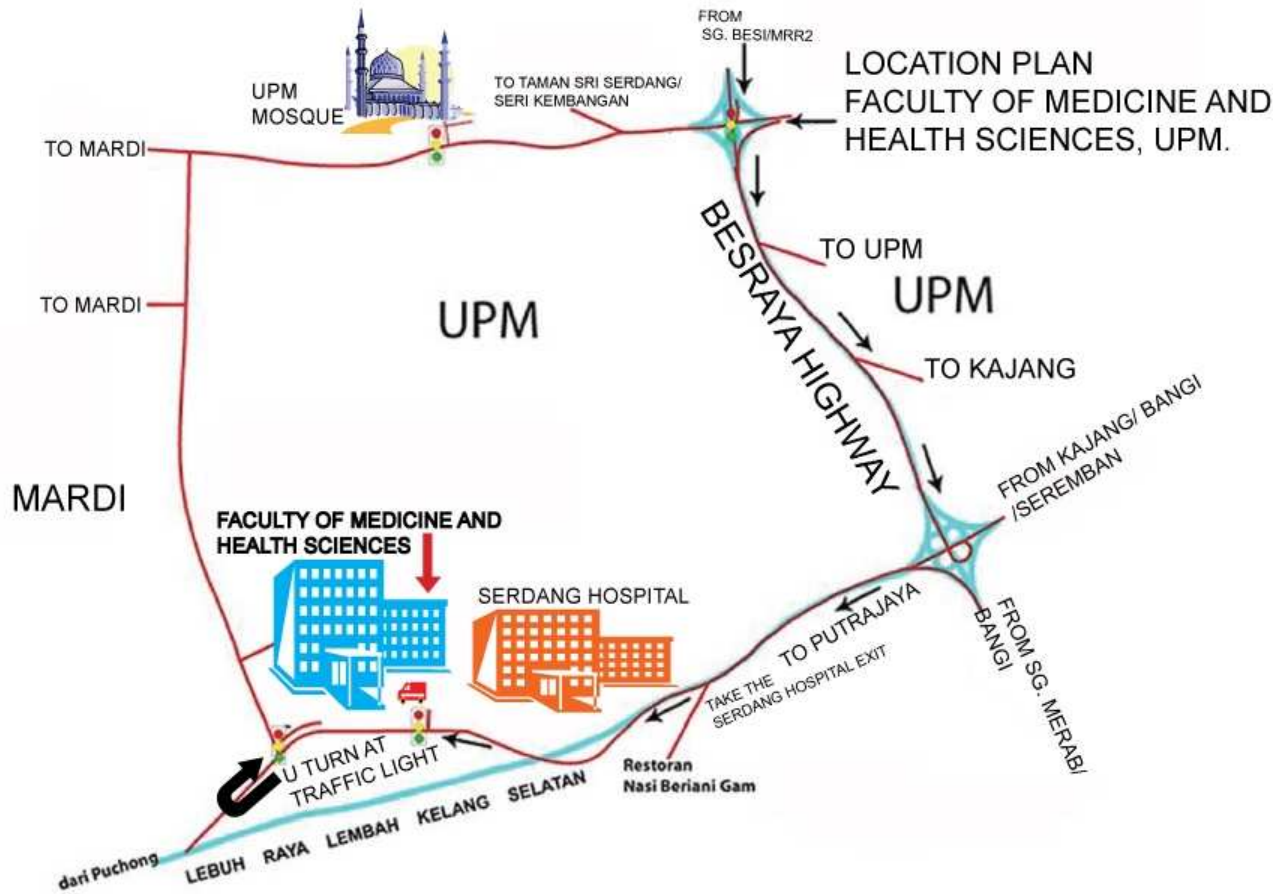 FROM
SG. BESI/MRR2
LOCATION PLAN
FACULTY OF MEDICINE AND
HEALTH SCIENCES, UPM.
UPM
MOSQUE
TO TAMAN SRI SERDANG/
SERI KEMBANGAN
TO MARDI
TO UPM
UPM
BESRAYA HIGHWAY
TO MARDI
UPM
TO KAJANG
FROM KAJANG/ BANGI
/SEREMBAN
MARDI
FACULTY OF MEDICINE AND
HEALTH SCIENCES
SERDANG HOSPITAL
TO PUTRAJAYA
TAKE THE
SERDANG HOSPITAL EXIT
FROM SG. MERAB/
BANGI
U TURN AT
TRAFFIC LIGHT
Restoran
Nasi Beriani Gam
dari Puchong
LEBUH RAYA LEMBAH KELANG SELATAN